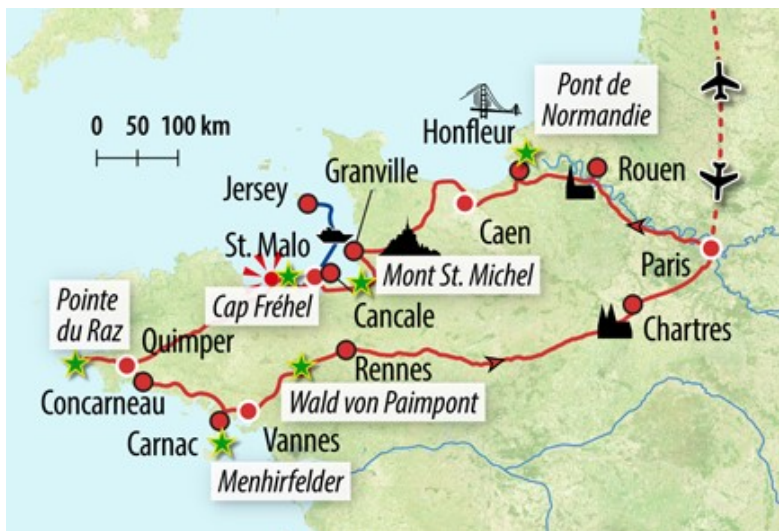 Pont de
Normandie
0 50 100 km
Honfleur
Granville
Rouen
Jersey
Caen
St. Malo
Paris
Mont St. Michel
Cap Fréhel
Pointe
du Raz
Cancale
Chartres
Quimper
Rennes
Concarneau
Wald von Paimpont
Carnac
Vannes
Menhirfelder